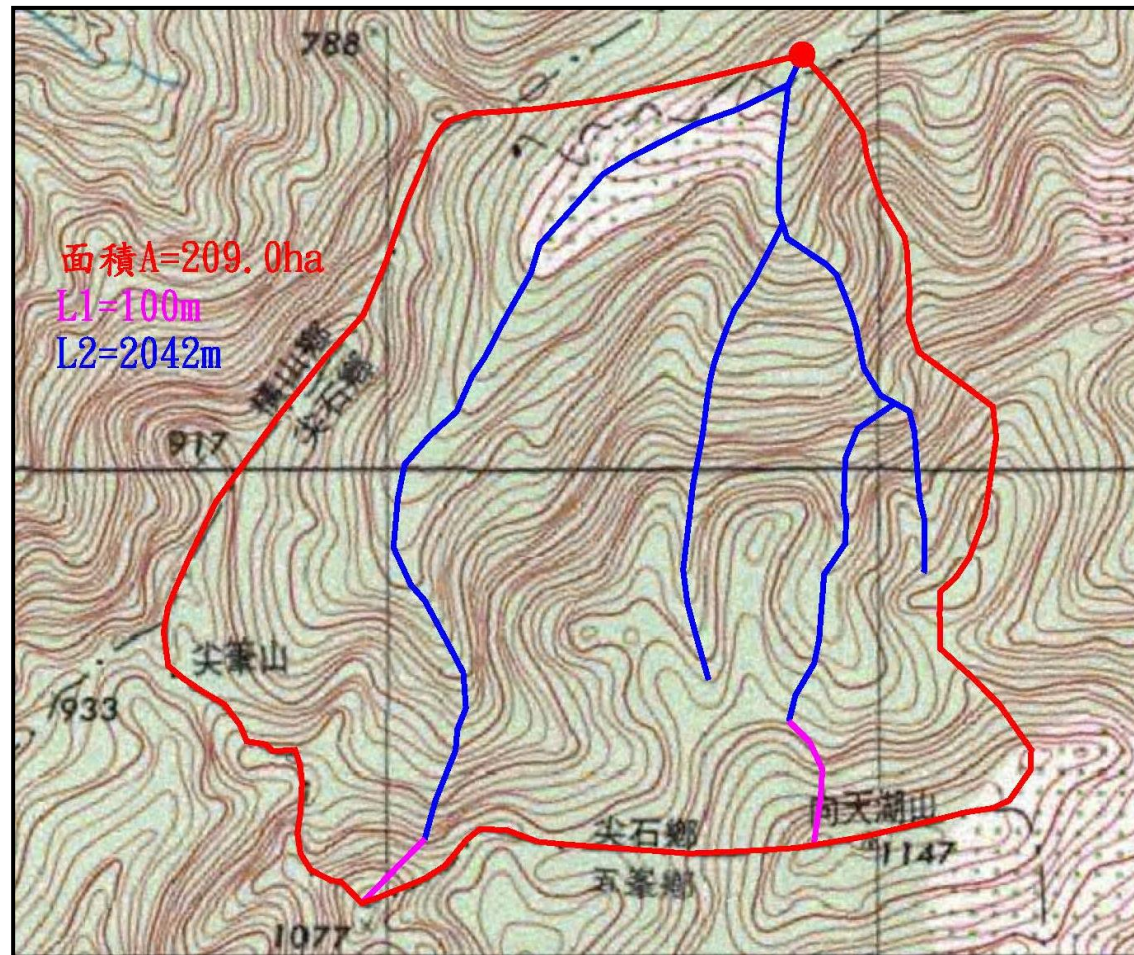 788
面積A=209.0ha
L1=100m
L2=2042m
橫山鄉
尖石鄉
917
尖筆山
933
向天湖山
1147
尖石鄉
五峯鄉
1077